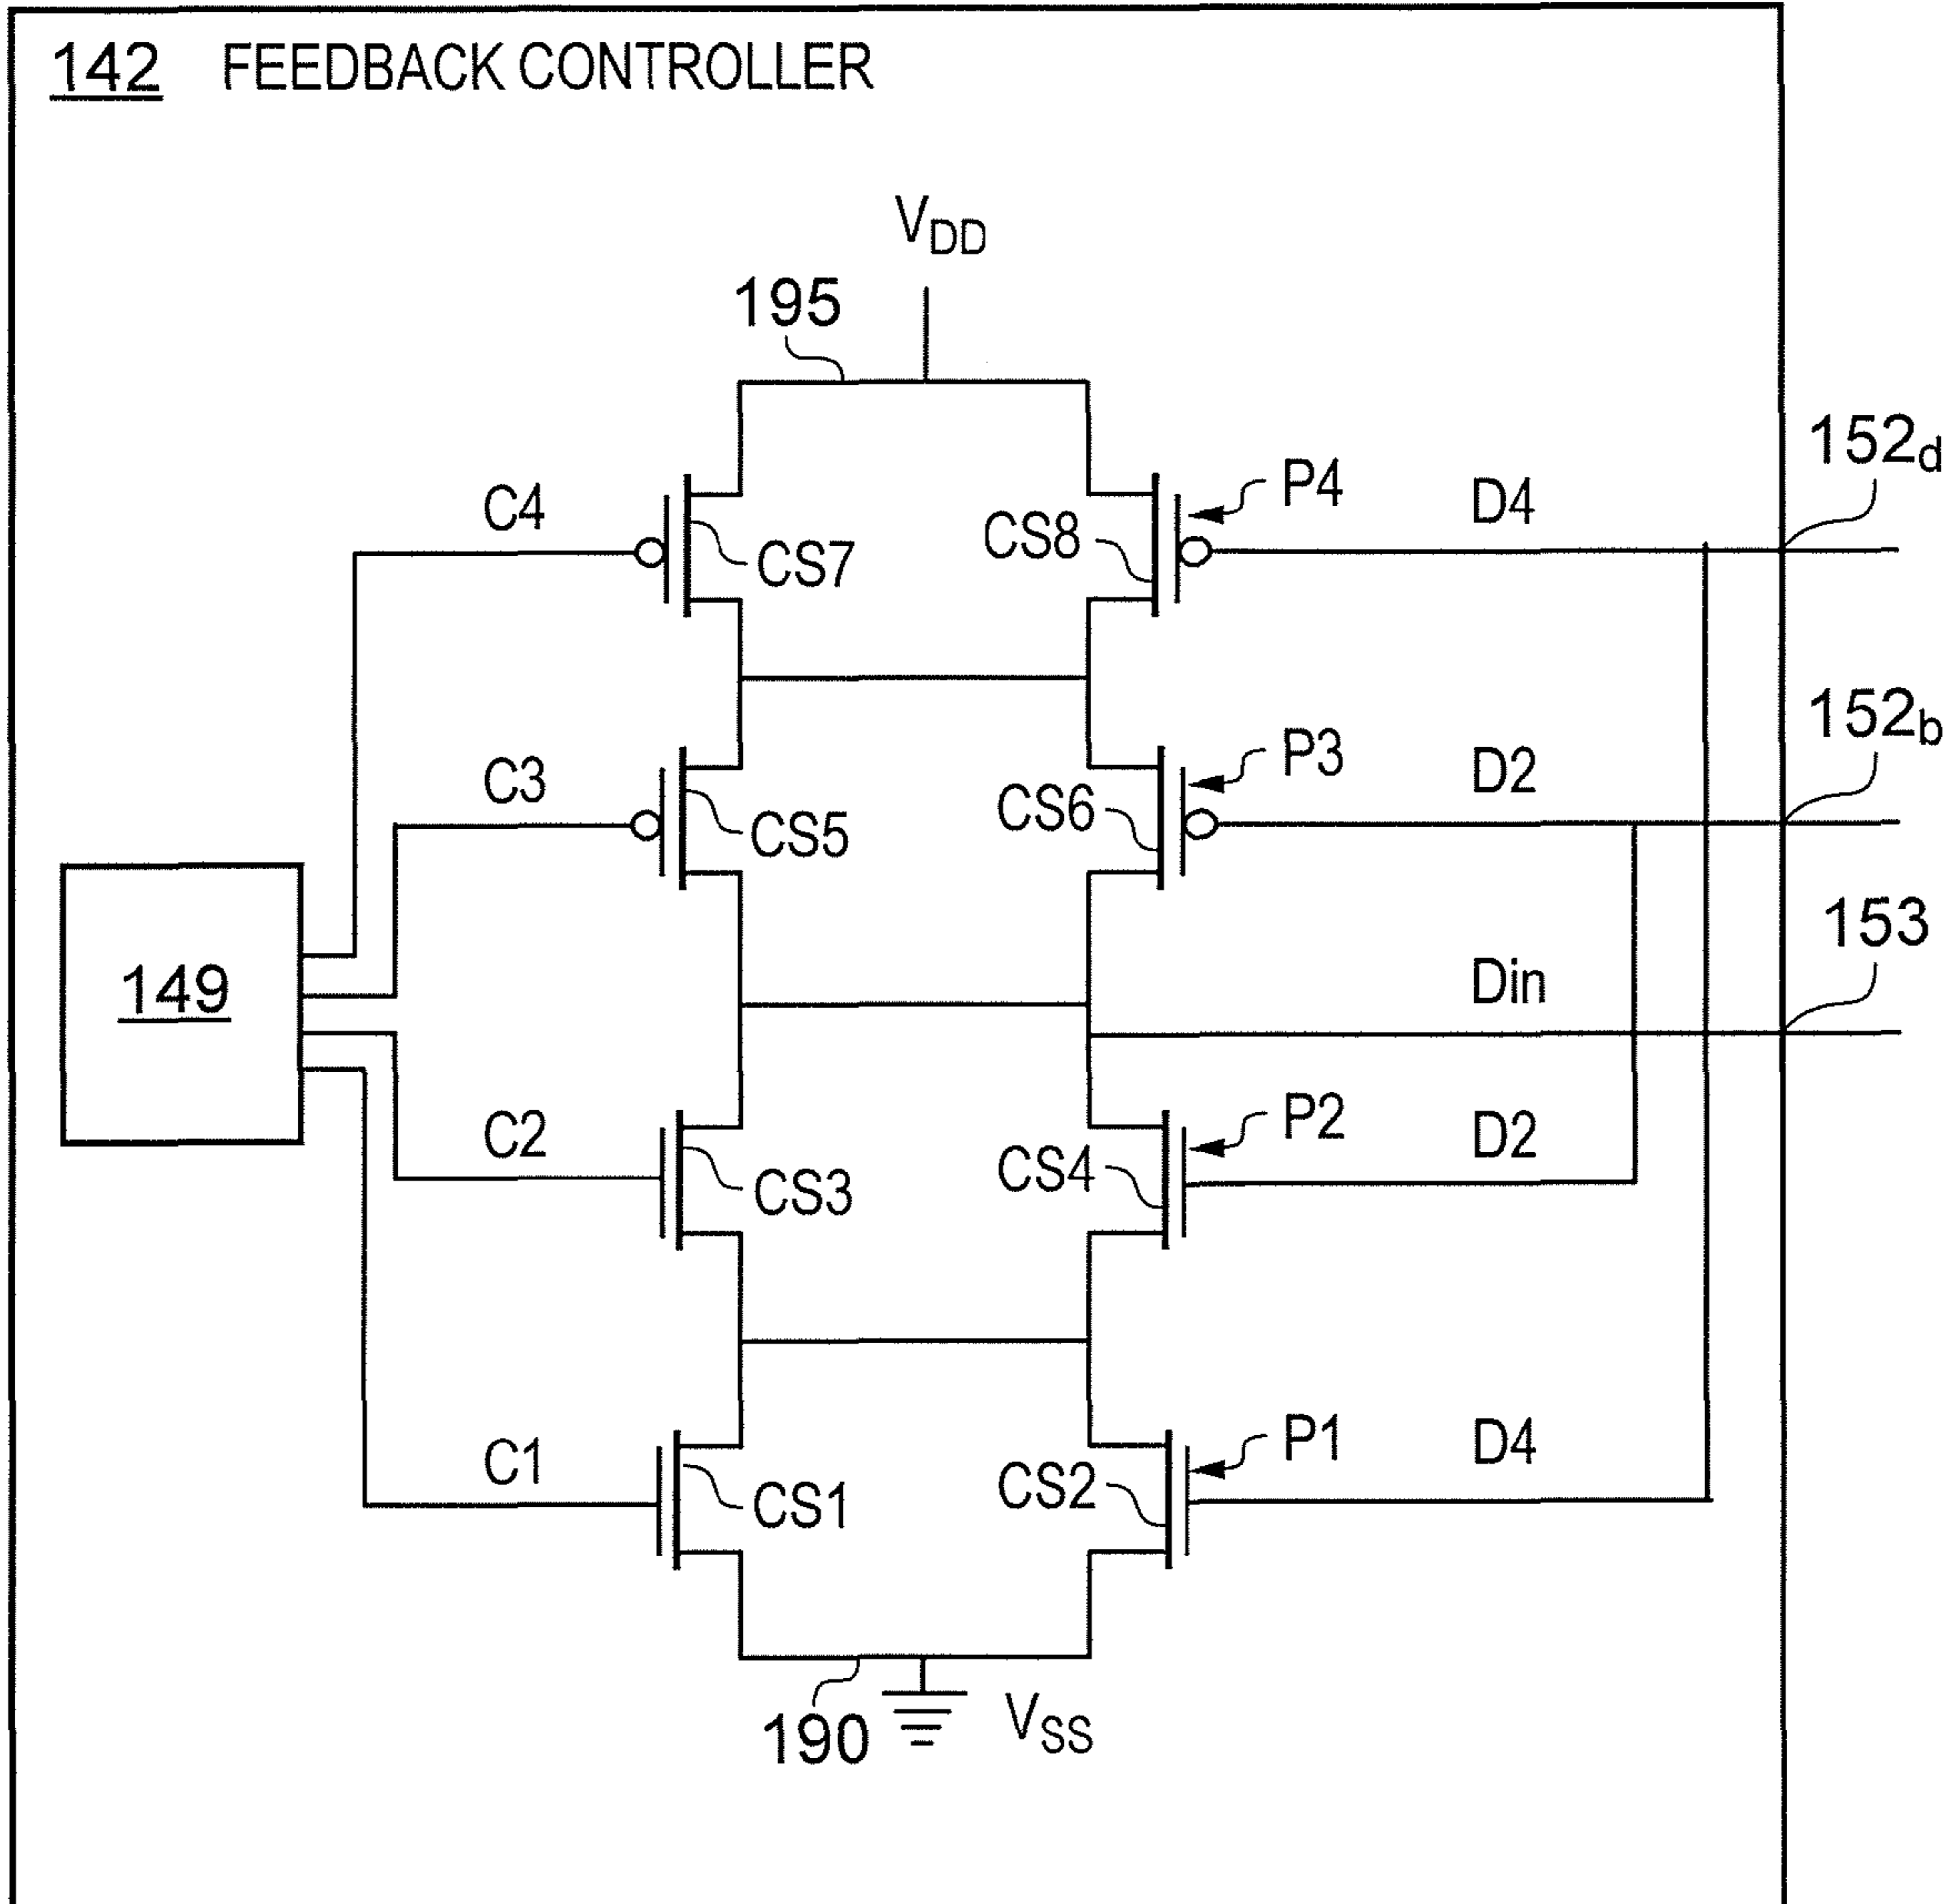 142 FEEDBACK CONTROLLER
VDD
195
152d
C4
CS7
CS8
P4
D4
152b
C3
CS5
CS6
P3
D2
153
149
Din
C2
CS3
CS4
P2
D2
C1
CS1
CS2
P1
D4
190
VSS